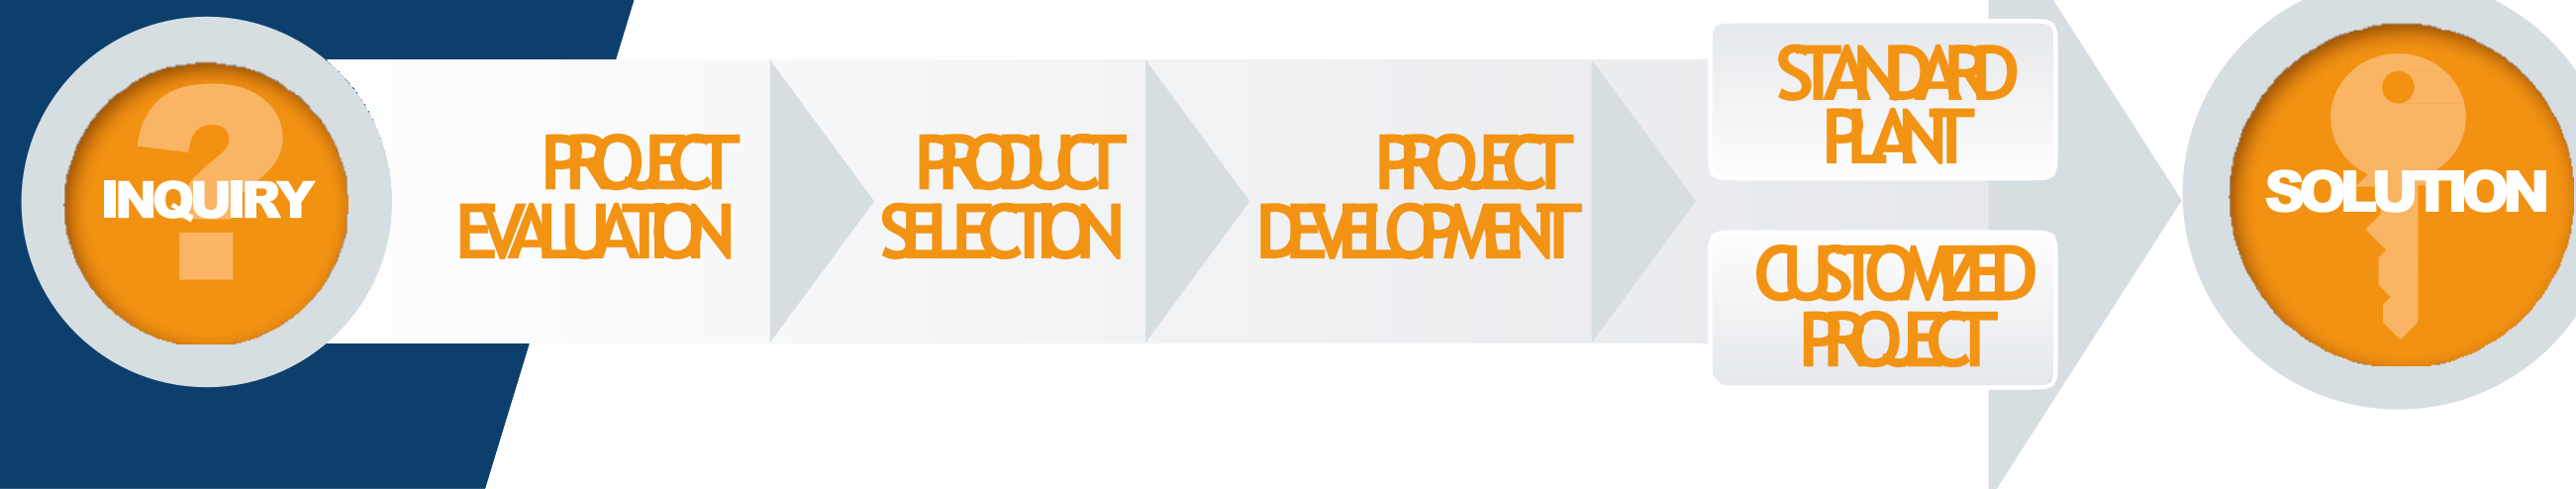 INQUIRY
PROJECT
EVALUATION
PRODUCT
SELECTION
PROJECT
DEVELOPMENT
STANDARD
PLANT
CUSTOMIZED
PROJECT
SOLUTION